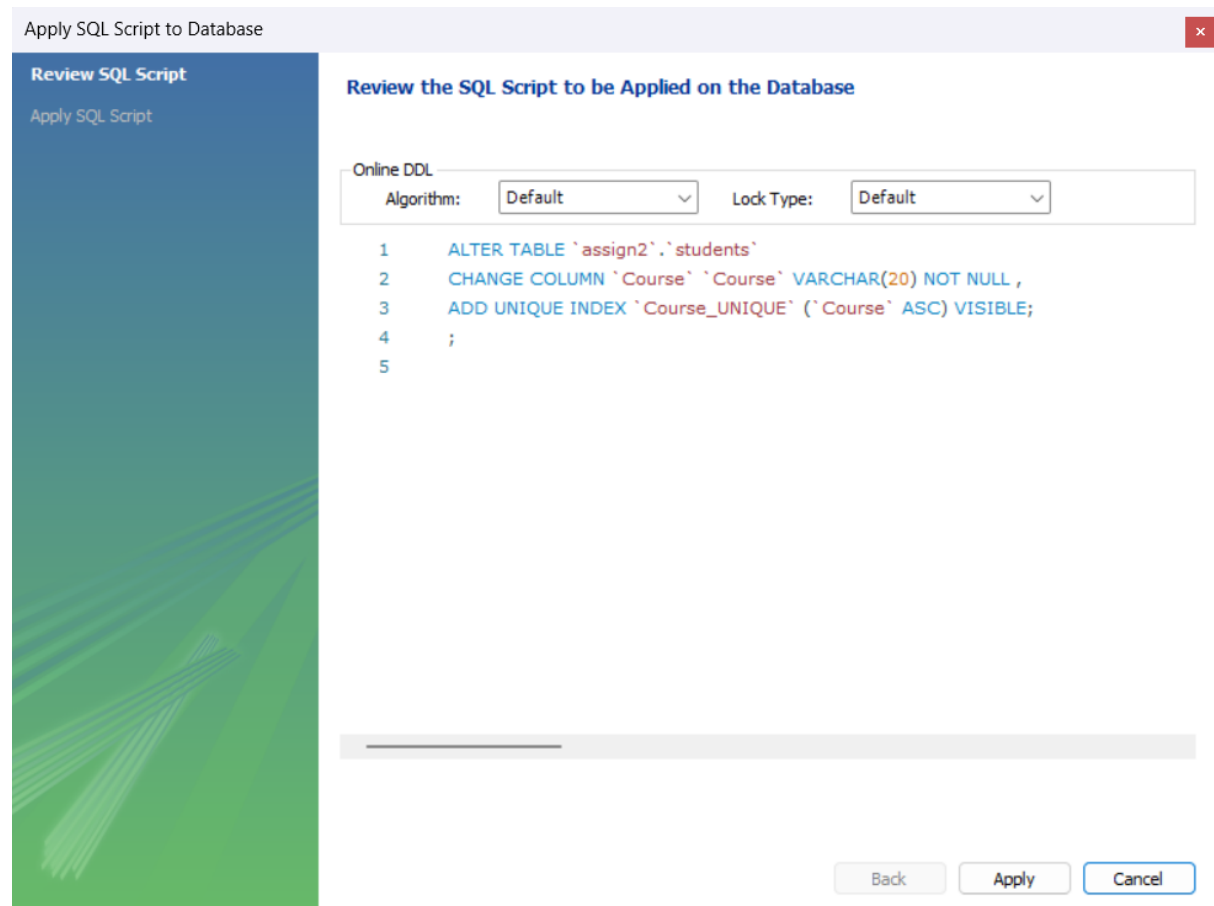 Apply SQL Script to Database
Review SQL Script
Apply SQL Script
Review the SQL Script to be Applied on the Database
Online DDL
Algorithm: Default Lock Type: Default
1 ALTER TABLE `assign2`.`students`
2 CHANGE COLUMN `Course` `Course` VARCHAR(20) NOT NULL ,
3 ADD UNIQUE INDEX `Course_UNIQUE` (`Course` ASC) VISIBLE;
4 ;
5
Back Apply Cancel